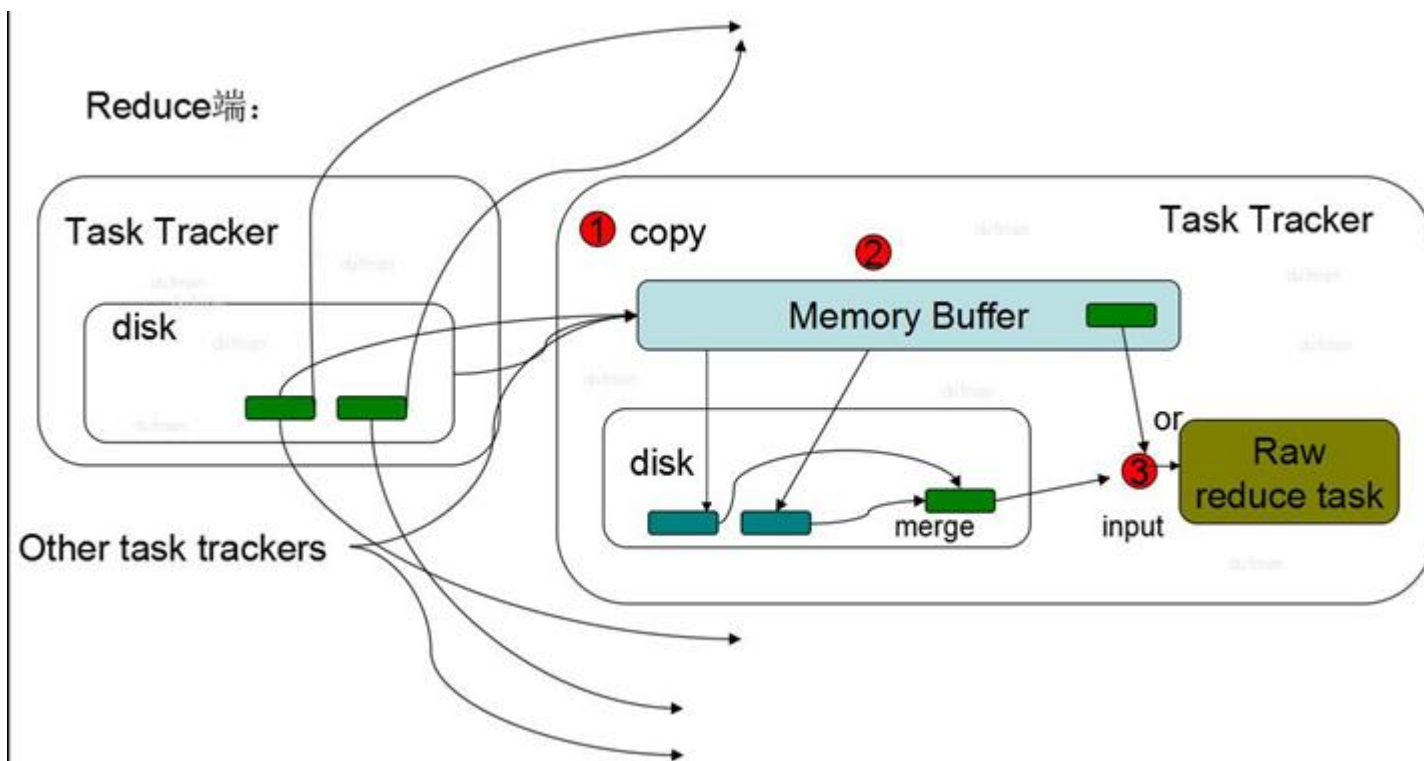 Reduce端：
Task Tracker
disk
Other task trackers
1 copy
2
Task Tracker
Memory Buffer
disk
merge
or
3
input
Raw
reduce task